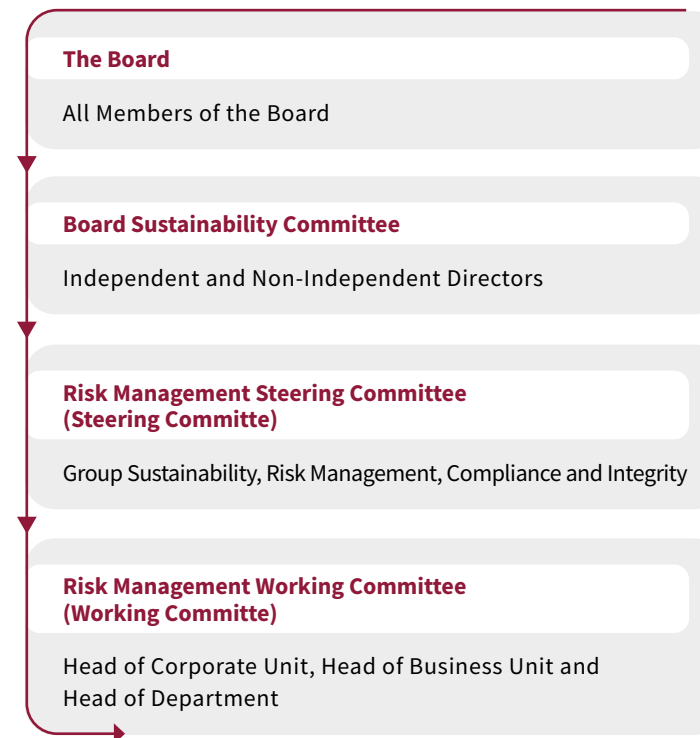 The Board
All Members of the Board
Board Sustainability Committee
Independent and Non-Independent Directors
Risk Management Steering Committee
(Steering Committe)
Group Sustainability, Risk Management, Compliance and Integrity
Risk Management Working Committee
(Working Committe)
Head of Corporate Unit, Head of Business Unit and
Head of Department